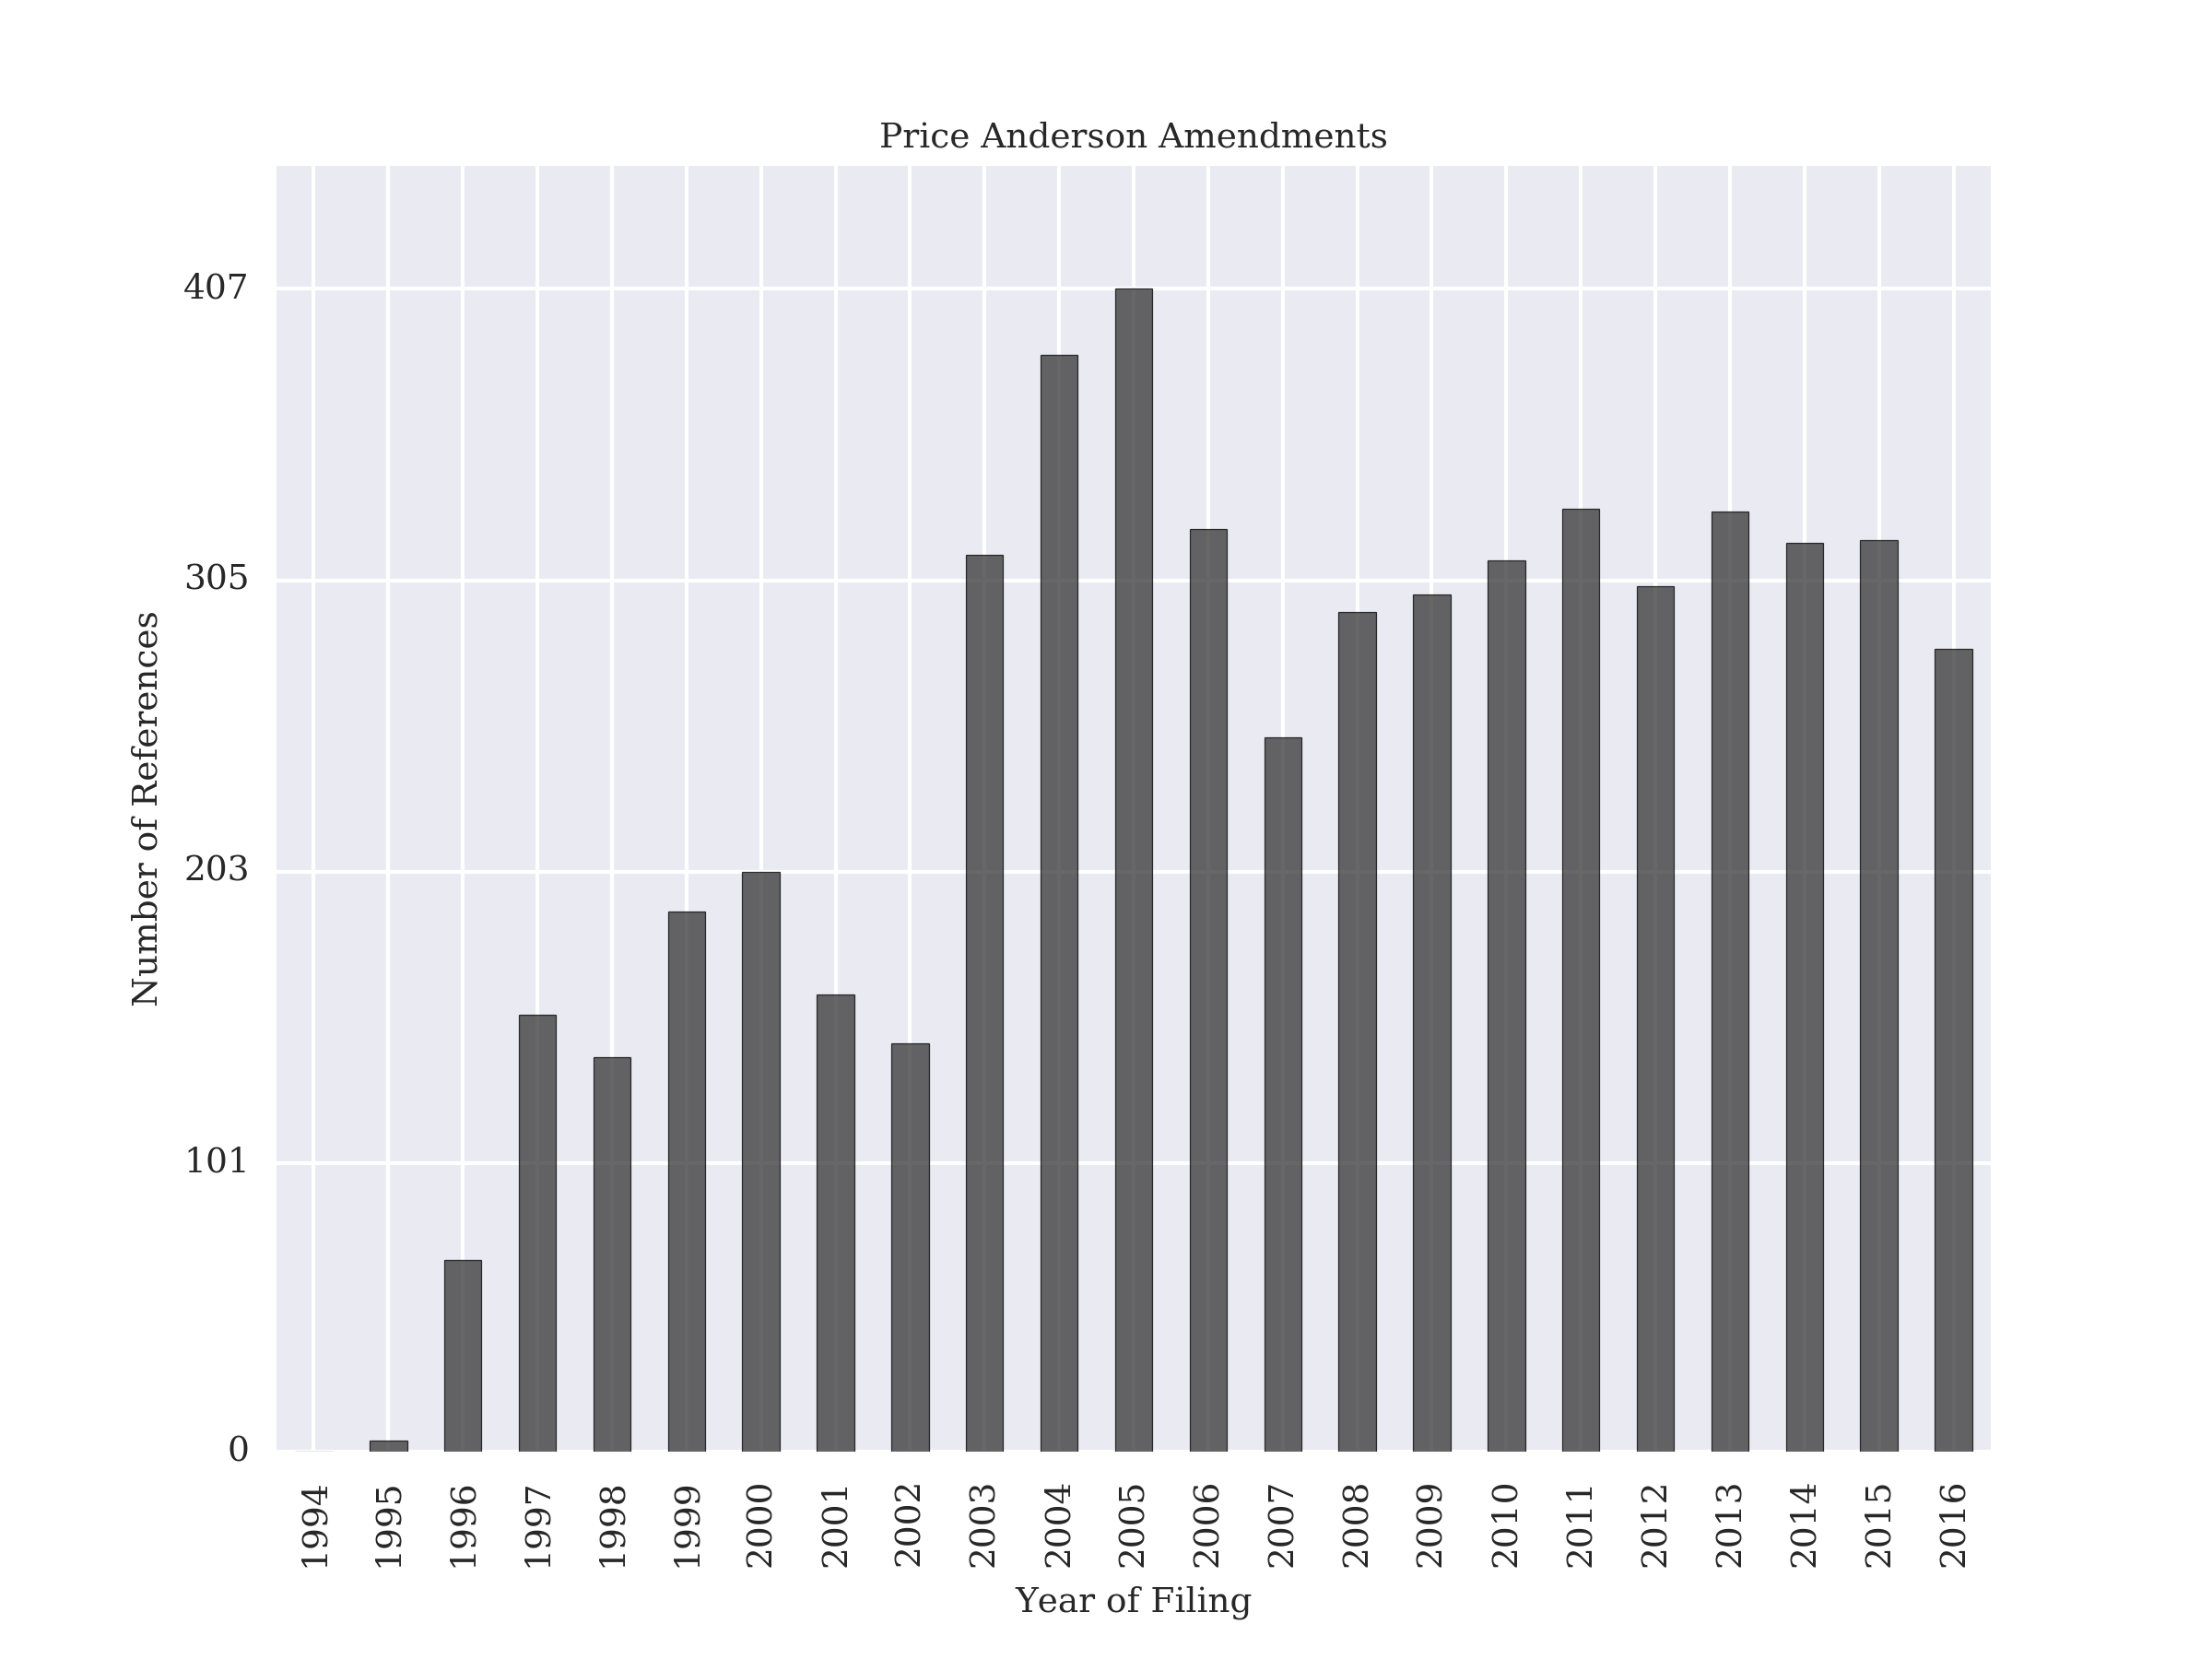 Price Anderson Amendments
Number of References
407
305
203
101
0
1994 1995 1996 1997 1998 1999 2000 2001 2002 2003 2004 2005 2006 2007 2008 2009 2010 2011 2012 2013 2014 2015 2016
Year of Filing